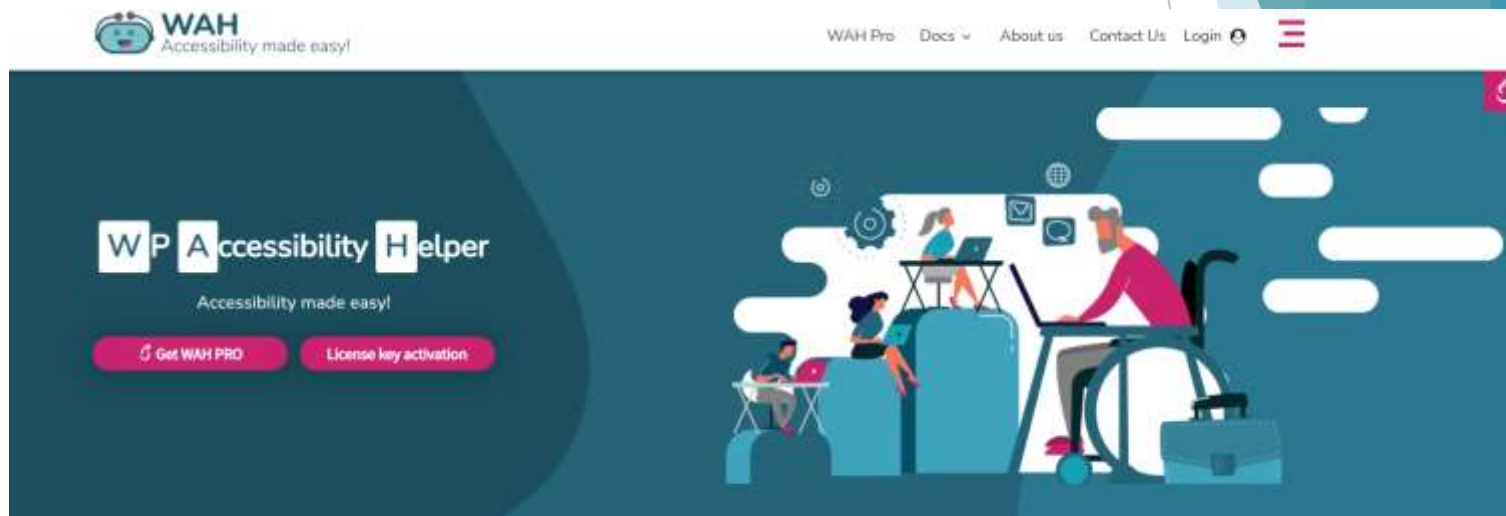 WAH
Accessibility made easy!
WAH Pro Docs About us Contact Us Login
WP Accessibility Helper
Accessibility made easy!
Get WAH PRO License key activation